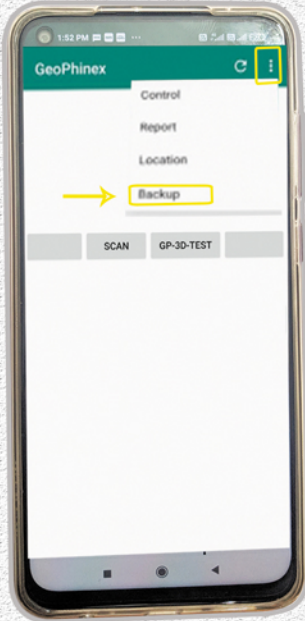 1:52 PM
GeoPhinex
Control
Report
Location
Backup
SCAN GP-3D-TEST